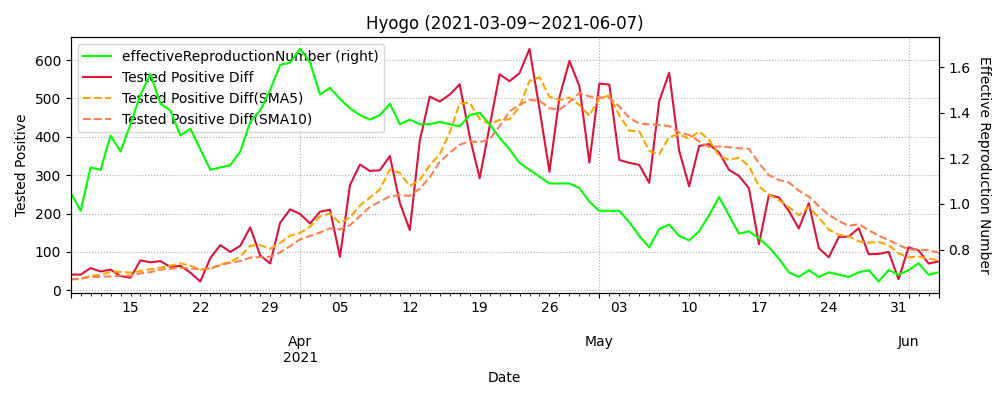 Hyogo (2021-03-09~2021-06-07)
effectiveReproductionNumber (right)
Tested Positive Diff
Tested Positive Diff(SMA5)
Tested Positive Diff(SMA10)
Tested Positive
600
500
400
300
200
100
0
1.6
1.4
1.2
1.0
0.8
Effective Reproduction Number
15 22 29 05 12 19 26 03 10 17 24 31
Apr May Jun
2021
Date